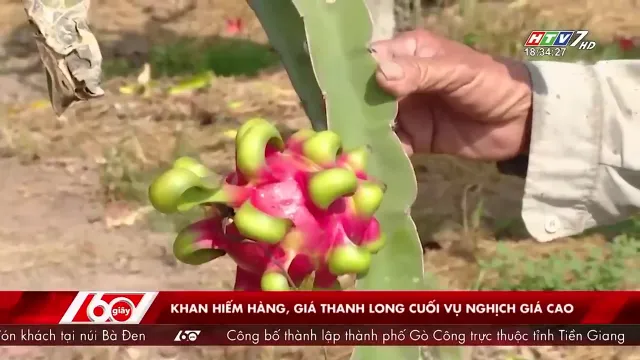 HTV7 HD
18:34:27
60 giây
KHAN HIẾM HÀNG, GIÁ THANH LONG CUỐI VỤ NGHỊCH GIÁ CAO
khách tại núi Bà Đen 60 Công bố thành lập thành phố Gò Công trực thuộc tỉnh Tiền Giang